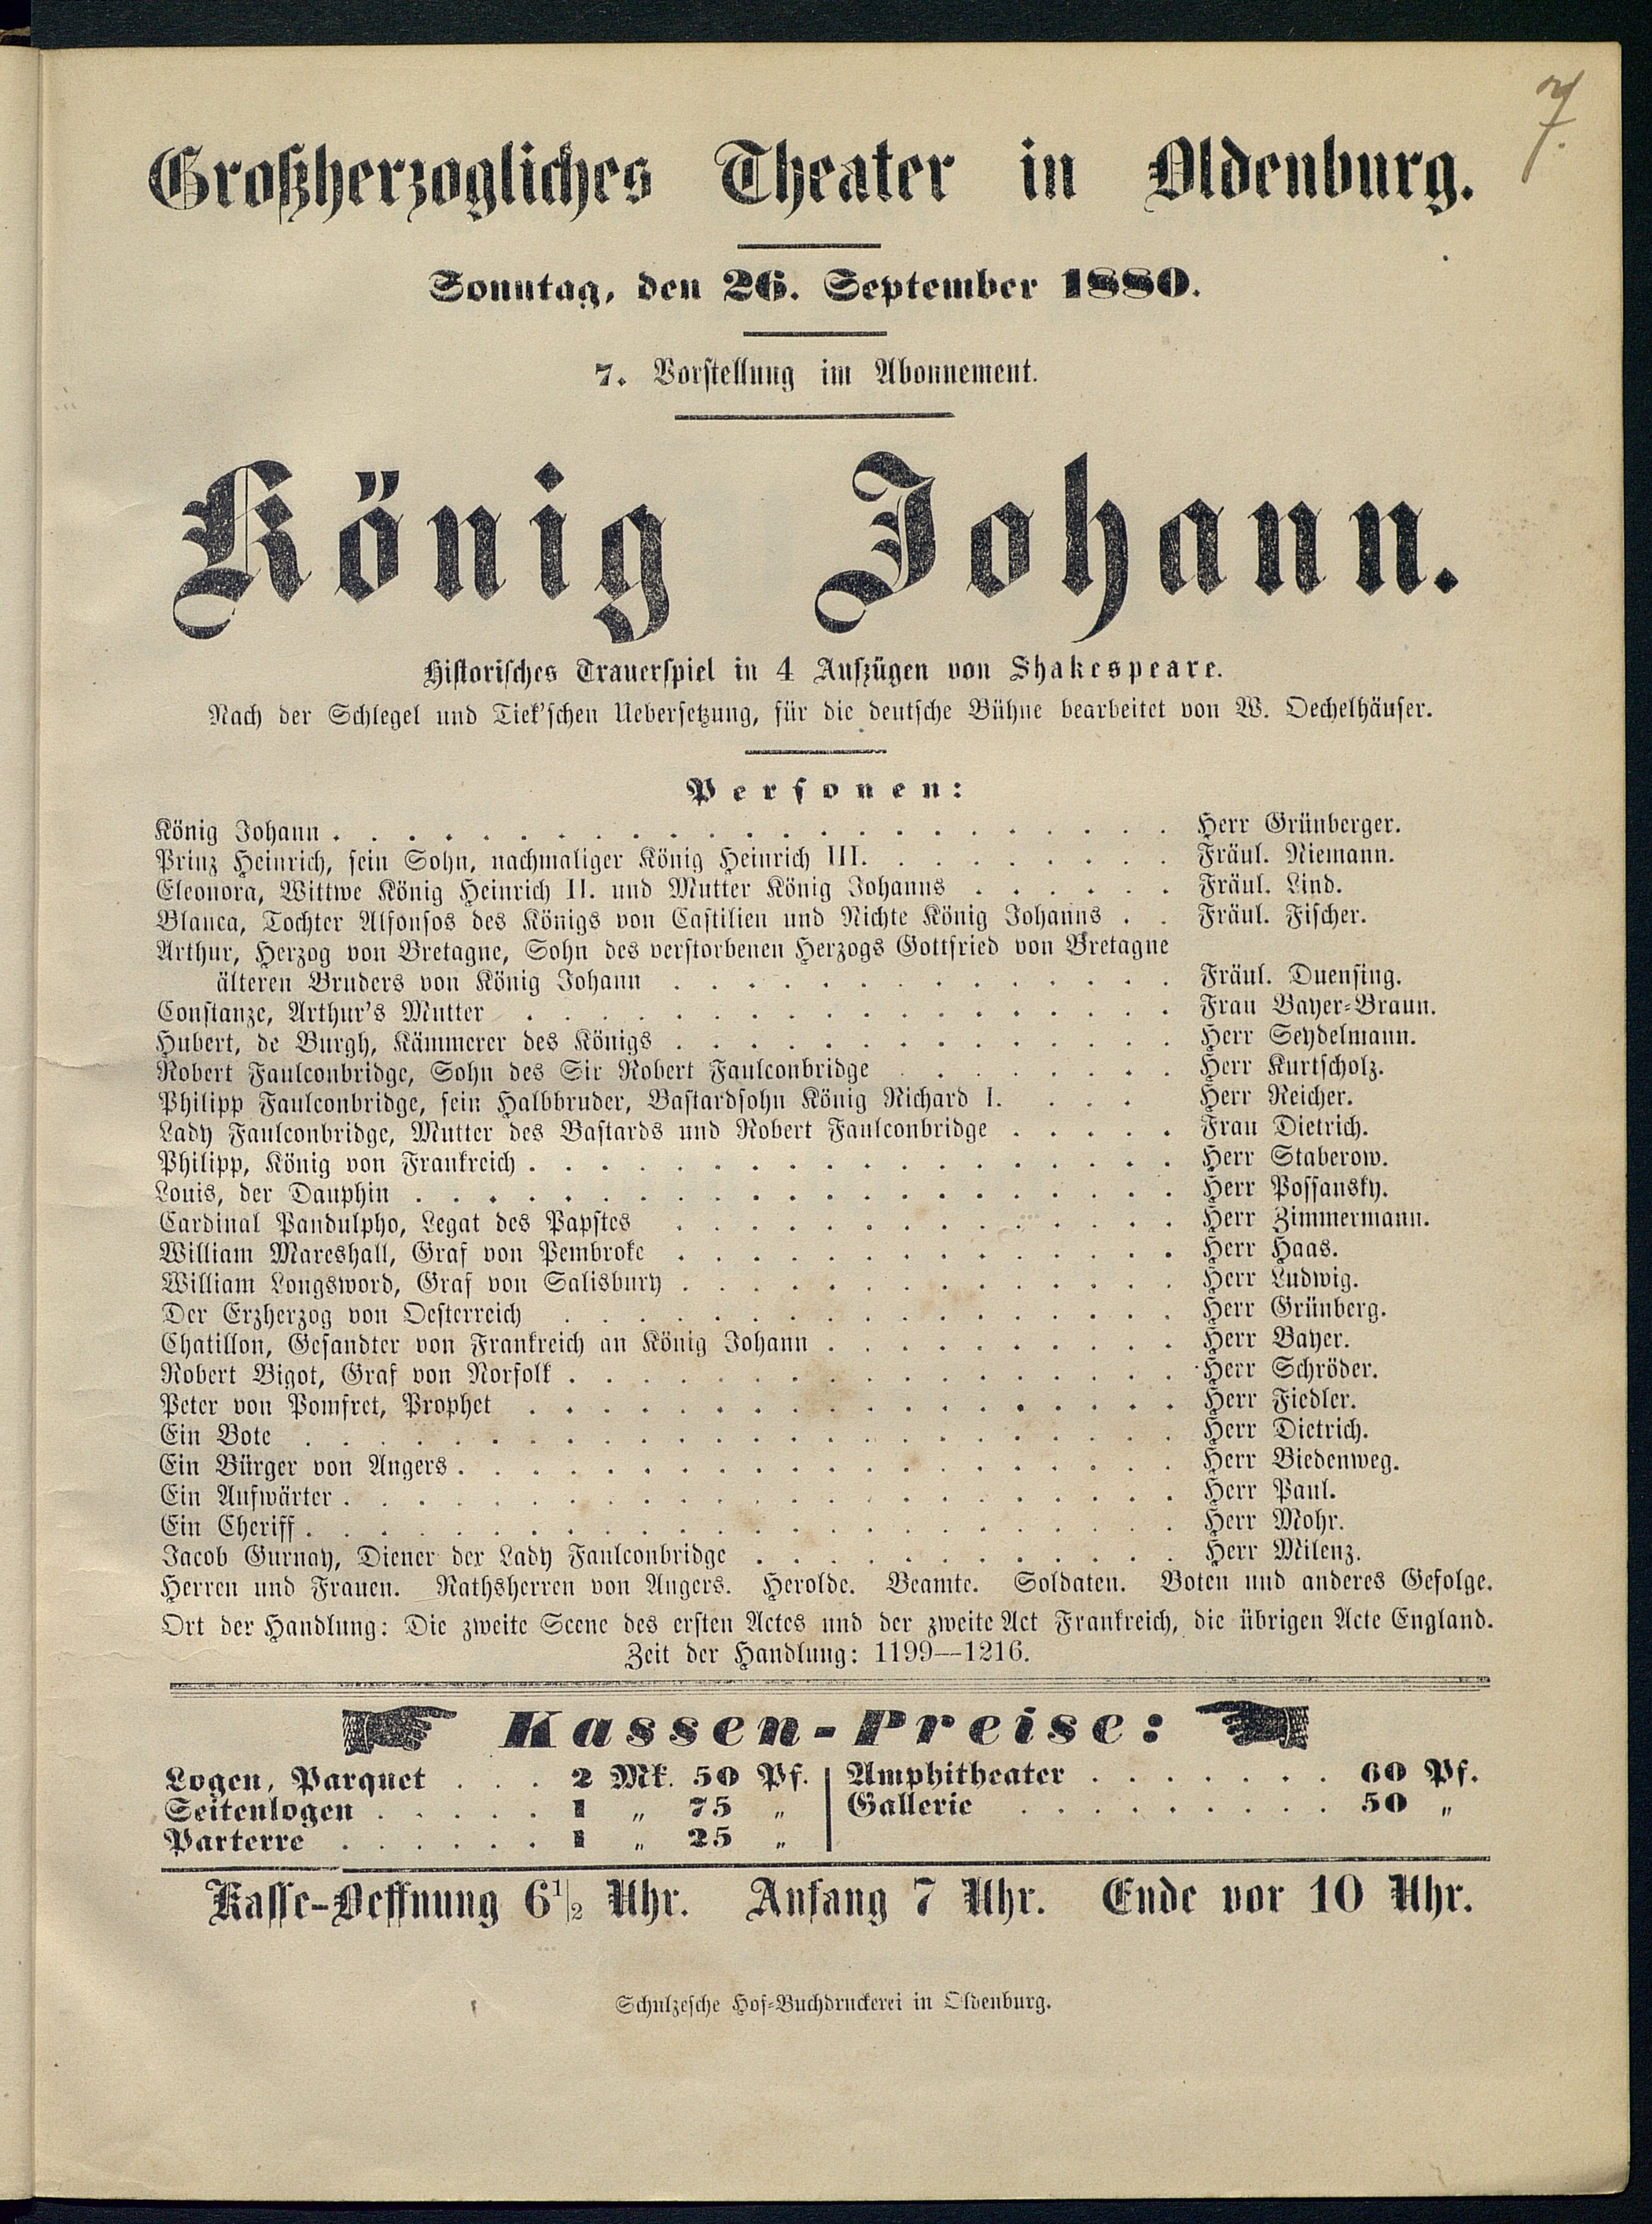 7.
Großherzogliches Theater in Oldenburg.
Sonntag, den 26. September 1880.
7. Vorstellung im Abonnement.
König Johann.
Historisches Trauerspiel in 4 Aufzügen von Shakespeare.
Nach der Schlegel und Tiek'schen Uebersetzung, für die deutsche Bühne bearbeitet von W. Oechelhäuser.
Personen:
König Johann . . . . . Herr Grünberger.
Prinz Heinrich, sein Sohn, nachmaliger König Heinrich III. . . . . . Fräul. Niemann.
Eleonora, Wittwe König Heinrich II. und Mutter König Johanns . . . . . Fräul. Lind.
Blanca, Tochter Alfonsos des Königs von Castilien und Nichte König Johanns . . Fräul. Fischer.
Arthur, Herzog von Bretagne, Sohn des verstorbenen Herzogs Gottfried von Bretagne
älteren Bruders von König Johann . . . . . Fräul. Duensing.
Constanze, Arthur's Mutter . . . . . Frau Bayer-Braun.
Hubert, de Burgh, Kämmerer des Königs . . . . . Herr Seydelmann.
Robert Faulconbridge, Sohn des Sir Robert Faulconbridge . . . . . Herr Kurtscholz.
Philipp Faulconbridge, sein Halbbruder, Bastardsohn König Richard I. . . . Herr Reicher.
Lady Faulconbridge, Mutter des Bastards und Robert Faulconbridge . . . . . Frau Dietrich.
Philipp, König von Frankreich . . . . . Herr Staberow.
Louis, der Dauphin . . . . . Herr Possansky.
Cardinal Pandulpho, Legat des Papstes . . . . . Herr Zimmermann.
William Mareshall, Graf von Pembroke . . . . . Herr Haas.
William Longsword, Graf von Salisbury . . . . . Herr Ludwig.
Der Erzherzog von Oesterreich . . . . . Herr Grünberg.
Chatillon, Gesandter von Frankreich an König Johann . . . . . Herr Bayer.
Robert Bigot, Graf von Norfolk . . . . . Herr Schröder.
Peter von Pomfret, Prophet . . . . . Herr Fiedler.
Ein Bote . . . . . Herr Dietrich.
Ein Bürger von Angers . . . . . Herr Biedenweg.
Ein Aufwärter . . . . . Herr Paul.
Ein Cheriff . . . . . Herr Mohr.
Jacob Gurnay, Diener der Lady Faulconbridge . . . . . Herr Milenz.
Herren und Frauen. Rathsherren von Angers. Herolde. Beamte. Soldaten. Boten und anderes Gefolge.
Ort der Handlung: Die zweite Scene des ersten Actes und der zweite Act Frankreich, die übrigen Acte England.
Zeit der Handlung: 1199—1216.
Kassen-Preise:
Logen, Parquet . . . 2 Mk. 50 Pf. | Amphitheater . . . . . 60 Pf.
Seitenlogen . . . . . 1 „ 75 „ | Gallerie . . . . . 50 „
Parterre . . . . . 1 „ 25 „
Kasse-Oeffnung 6½ Uhr. Anfang 7 Uhr. Ende vor 10 Uhr.
Schulzesche Hof-Buchdruckerei in Oldenburg.